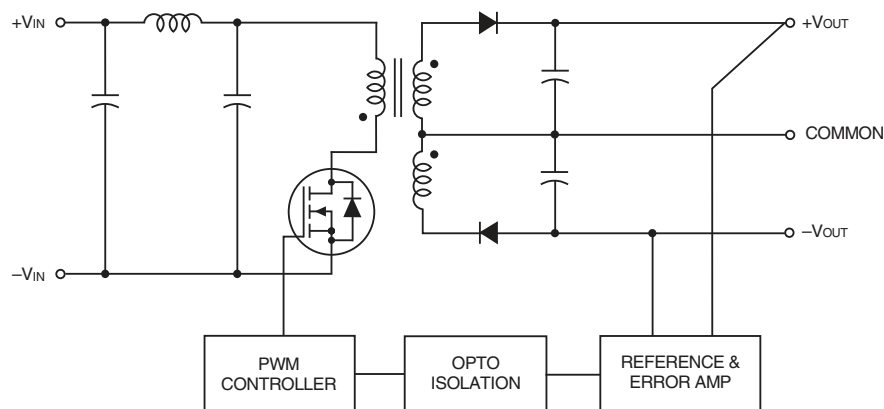 +VIN
+VOUT
COMMON
–VOUT
–VIN
PWM
CONTROLLER
OPTO
ISOLATION
REFERENCE &
ERROR AMP